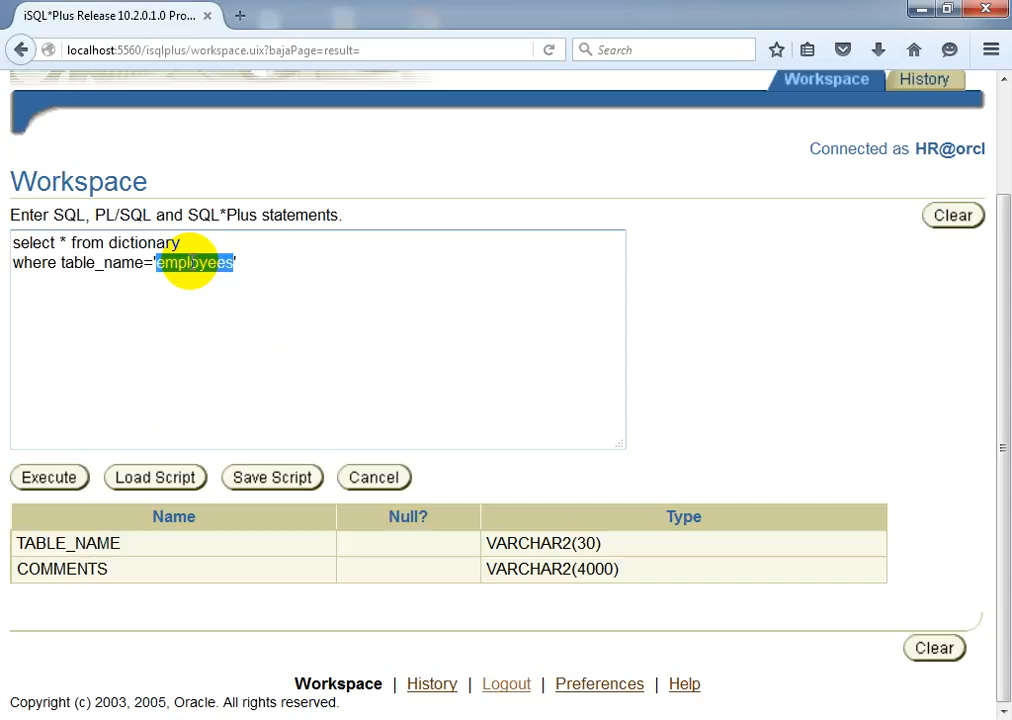 iSQL*Plus Release 10.2.0.1.0 Pro...
localhost:5560/isqlplus/workspace.uix?bajaPage=result=
Search
Workspace
History
Connected as HR@orcl
Workspace
Enter SQL, PL/SQL and SQL*Plus statements.
Clear
select * from dictionary
where table_name='employees'
Execute
Load Script
Save Script
Cancel
Name Null? Type
TABLE_NAME VARCHAR2(30)
COMMENTS VARCHAR2(4000)
Clear
Workspace | History | Logout | Preferences | Help
Copyright (c) 2003, 2005, Oracle. All rights reserved.